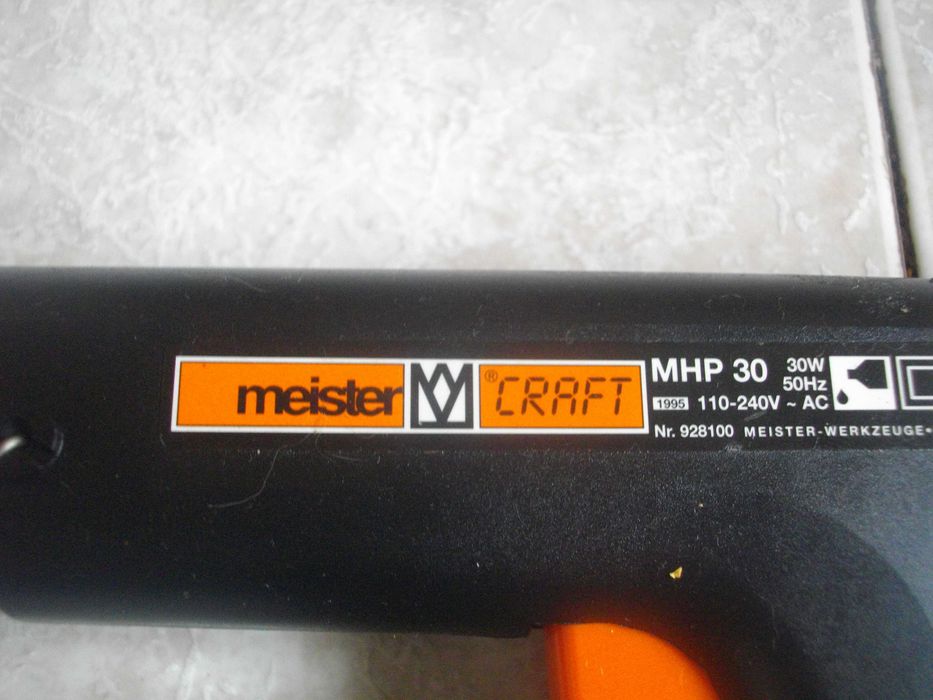 meister ® CRAFT
MHP 30 30W
50Hz
1995 110-240V ~ AC
Nr. 928100 MEISTER-WERKZEUGE